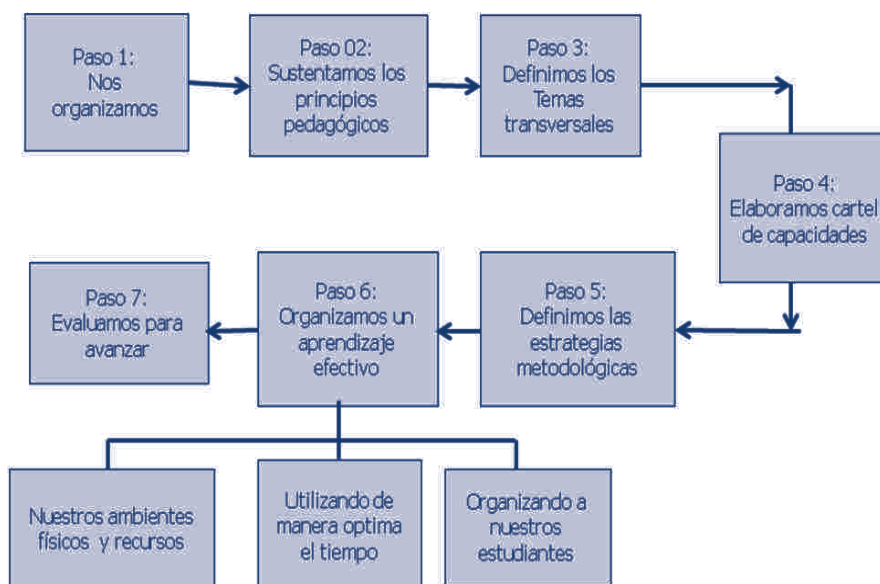 Paso 1:
Nos
organizamos
Paso 02:
Sustentamos los
principios
pedagógicos
Paso 3:
Definimos los
Temas
transversales
Paso 4:
Elaboramos cartel
de capacidades
Paso 5:
Definimos las
estrategias
metodológicas
Paso 6:
Organizamos un
aprendizaje
efectivo
Paso 7:
Evaluamos para
avanzar
Nuestros ambientes
físicos y recursos
Utilizando de
manera optima
el tiempo
Organizando a
nuestros
estudiantes